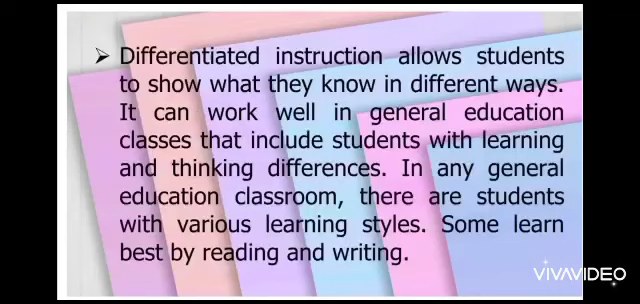 ➢ Differentiated instruction allows students
to show what they know in different ways.
It can work well in general education
classes that include students with learning
and thinking differences. In any general
education classroom, there are students
with various learning styles. Some learn
best by reading and writing.
VIVAVIDEO